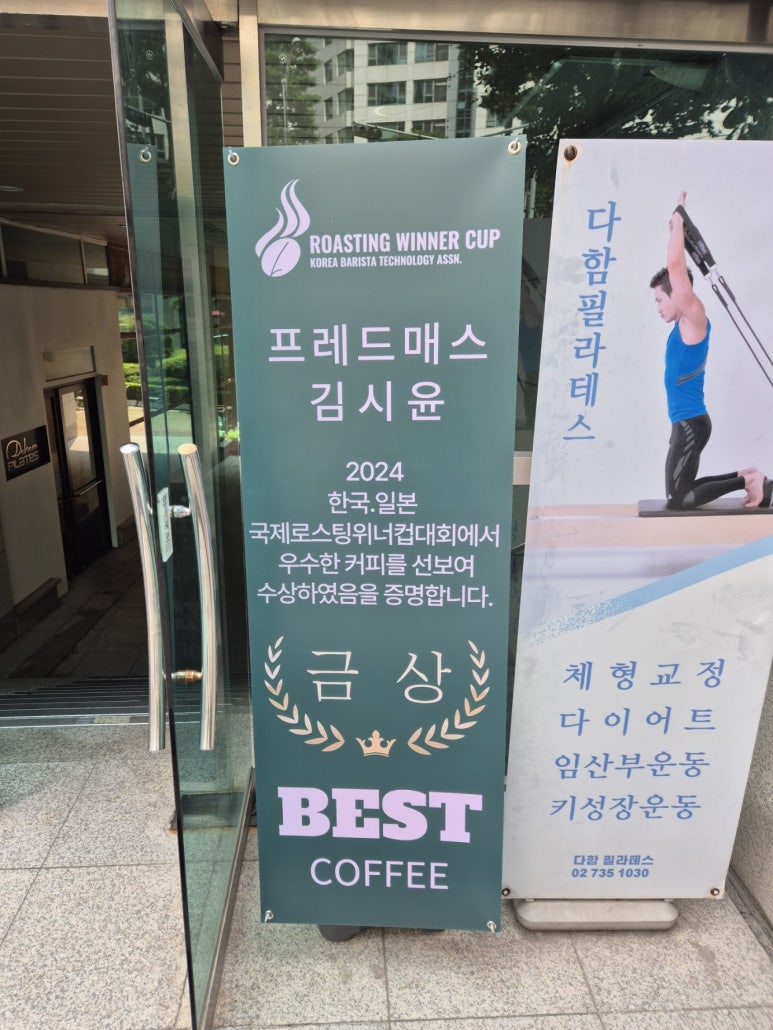 ROASTING WINNER CUP
KOREA BARISTA TECHNOLOGY ASSN.
프레드매스
김시윤
2024
한국.일본
국제로스팅위너컵대회에서
우수한 커피를 선보여
수상하였음을 증명합니다.
금상
BEST
COFFEE
다함필라테스
체형교정
다이어트
임산부운동
키성장운동
다함 필라테스
02 735 1030
Daham
PILATES